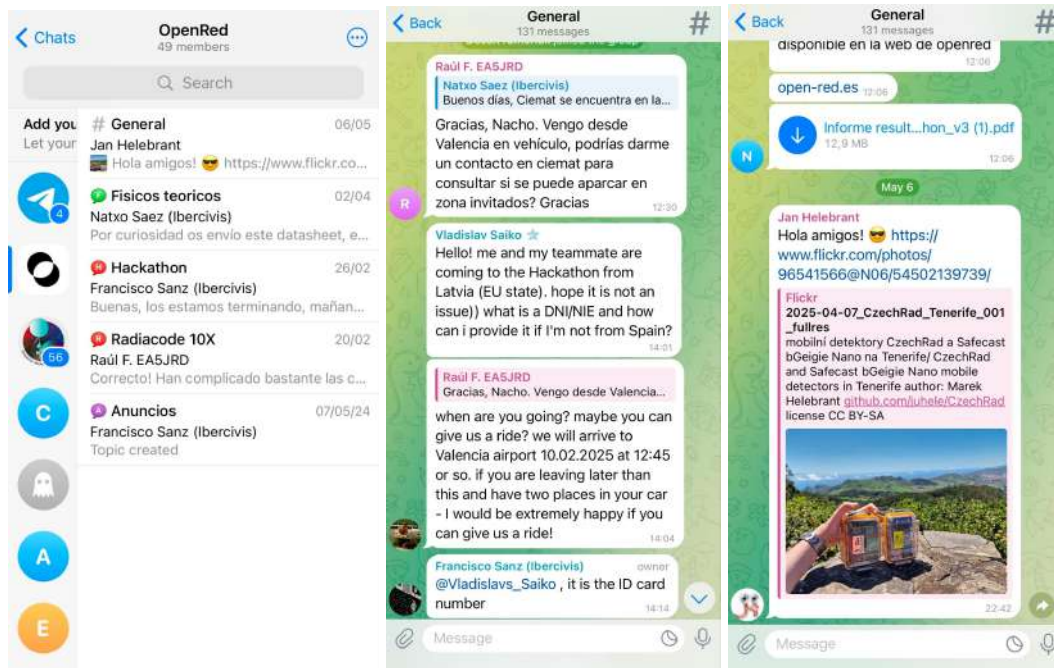 Chats
OpenRed
49 members
Search
Add you
Let your
# General 06/05
Jan Helebrant
Hola amigos! 😎 https://www.flickr.co...
Fisicos teoricos 02/04
Natxo Saez (Ibercivis)
Por curiosidad os envío este datasheet, e...
Hackathon 26/02
Francisco Sanz (Ibercivis)
Buenas, los estamos terminando, mañan...
Radiacode 10X 20/02
Raúl F. EA5JRD
Correcto! Han complicado bastante las c...
Anuncios 07/05/24
Francisco Sanz (Ibercivis)
Topic created
4
56
C
A
E
Back
General
131 messages
#
Raúl F. EA5JRD
Natxo Saez (Ibercivis)
Buenos días, Ciemat se encuentra en la...
Gracias, Nacho. Vengo desde
Valencia en vehículo, podrías darme
un contacto en ciemat para
consultar si se puede aparcar en
zona invitados? Gracias
12:30
R
Vladislav Saiko
Hello! me and my teammate are
coming to the Hackathon from
Latvia (EU state). hope it is not an
issue)) what is a DNI/NIE and how
can i provide it if I'm not from Spain?
14:01
Raúl F. EA5JRD
Gracias, Nacho. Vengo desde Valencia...
when are you going? maybe you can
give us a ride? we will arrive to
Valencia airport 10.02.2025 at 12:45
or so. if you are leaving later than
this and have two places in your car
- I would be extremely happy if you
can give us a ride!
14:04
Francisco Sanz (Ibercivis) owner
@Vladislavs_Saiko , it is the ID card
number
14:14
Message
Back
General
131 messages
#
disponible en la web de openred
12:06
open-red.es 12:06
Informe result...hon_v3 (1).pdf
12,9 MB
12:06
N
May 6
Jan Helebrant
Hola amigos! 😎 https://
www.flickr.com/photos/
96541566@N06/54502139739/
Flickr
2025-04-07_CzechRad_Tenerife_001
_fullres
mobilní detektory CzechRad a Safecast
bGeigie Nano na Tenerife/ CzechRad
and Safecast bGeigie Nano mobile
detectors in Tenerife author: Marek
Helebrant github.com/juhele/CzechRad
license CC BY-SA
22:42
Message